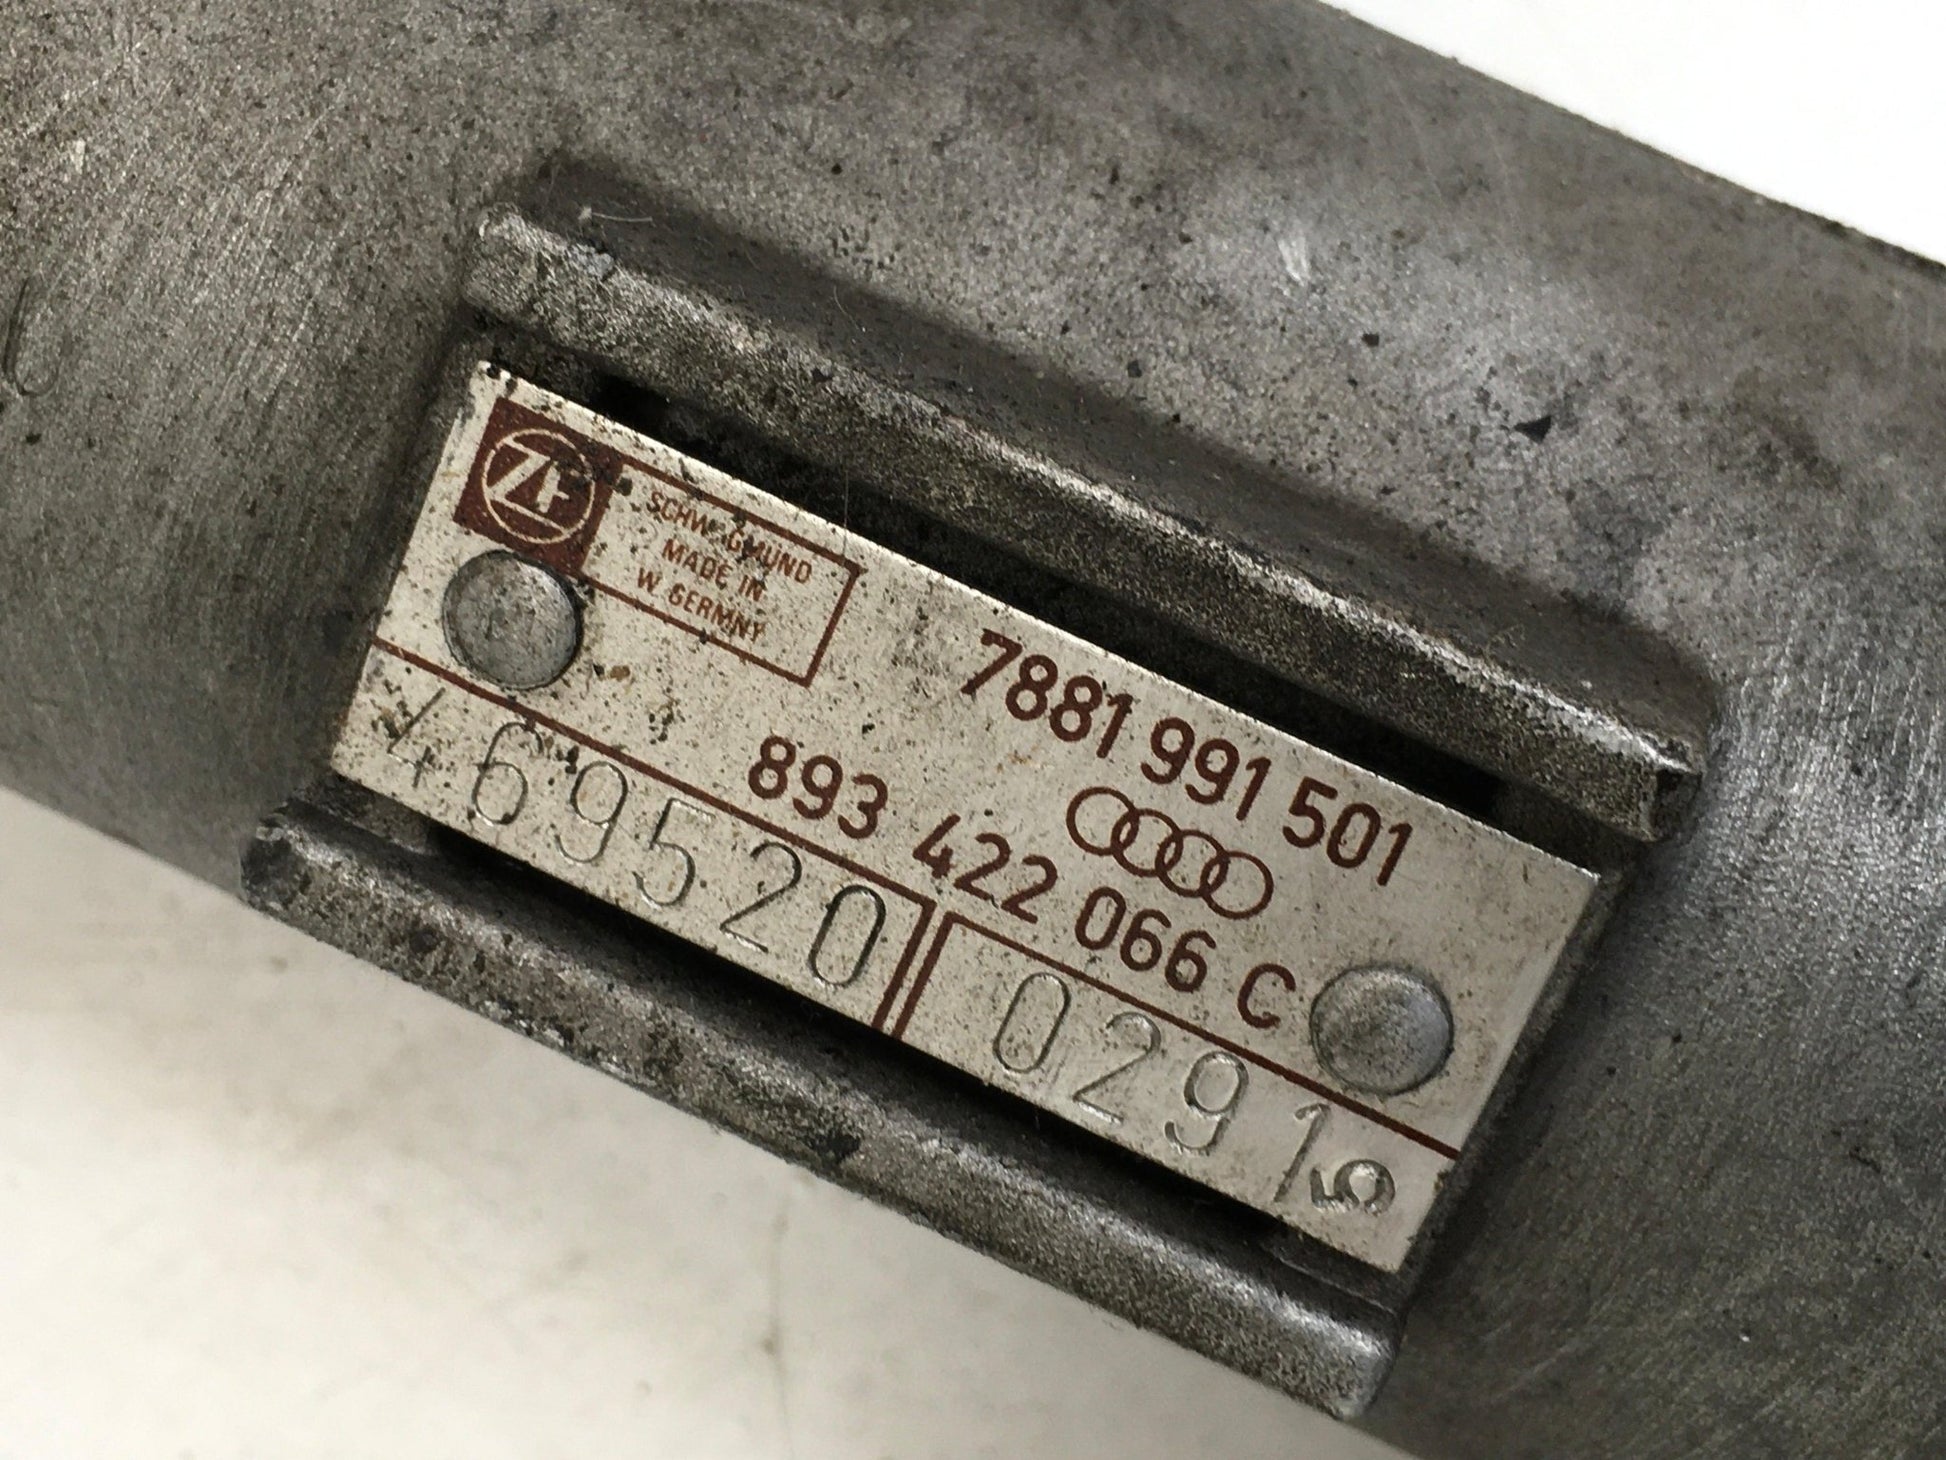 ZF
SCHW. GMÜND
MADE IN
W. GERMNY
7881 991 501
893 422 066 C
469520
0291